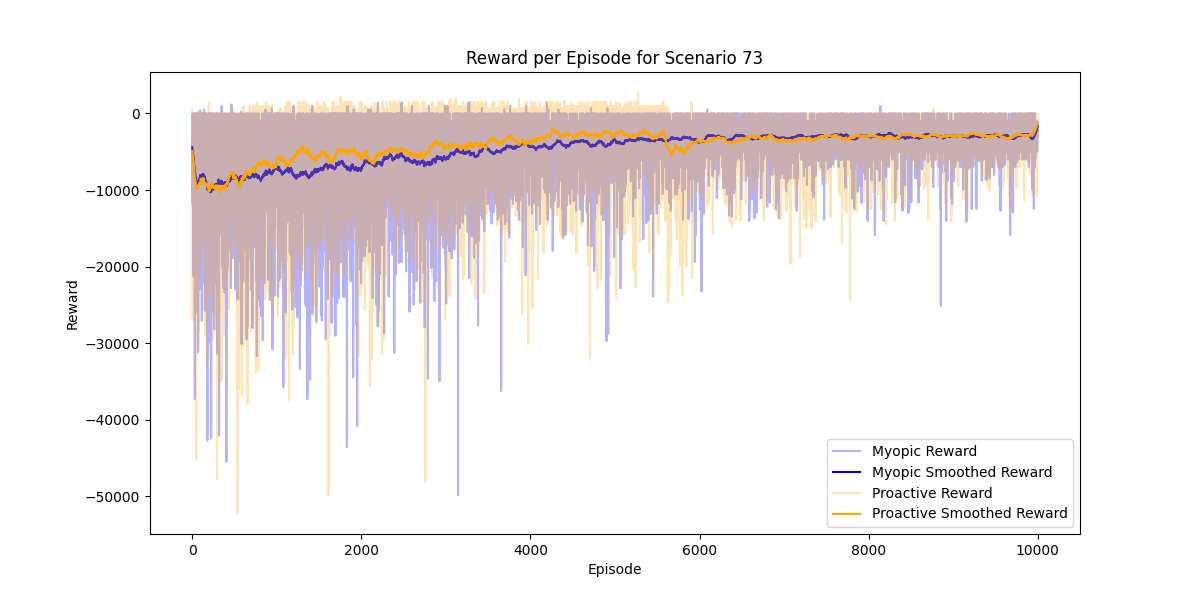 Reward per Episode for Scenario 73
Reward
0
−10000
−20000
−30000
−40000
−50000
0 2000 4000 6000 8000 10000
Episode
Myopic Reward
Myopic Smoothed Reward
Proactive Reward
Proactive Smoothed Reward